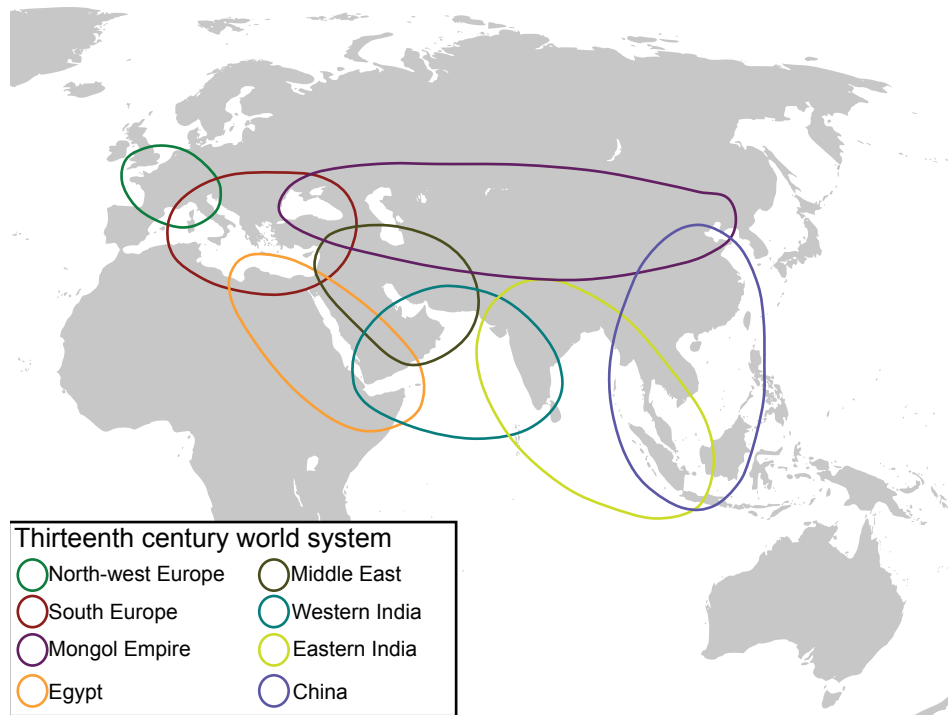 Thirteenth century world system
North-west Europe
South Europe
Mongol Empire
Egypt
Middle East
Western India
Eastern India
China